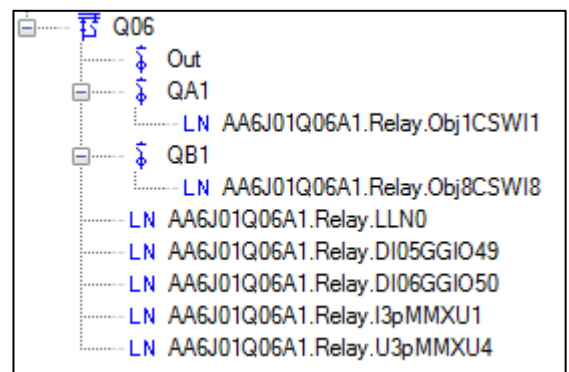 Q06
Out
QA1
LN AA6J01Q06A1.Relay.Obj1CSWI1
QB1
LN AA6J01Q06A1.Relay.Obj8CSWI8
LN AA6J01Q06A1.Relay.LLN0
LN AA6J01Q06A1.Relay.DI05GGIO49
LN AA6J01Q06A1.Relay.DI06GGIO50
LN AA6J01Q06A1.Relay.I3pMMXU1
LN AA6J01Q06A1.Relay.U3pMMXU4